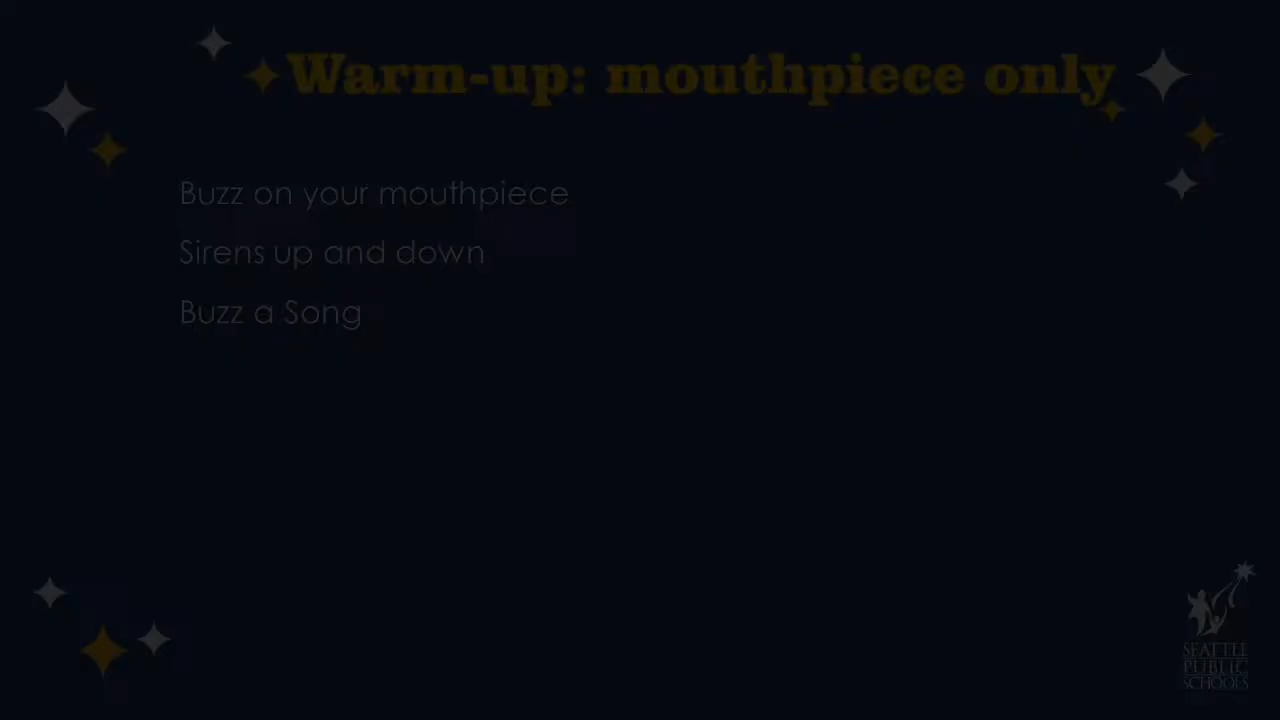 Warm-up: mouthpiece only
Buzz on your mouthpiece
Sirens up and down
Buzz a Song
SEATTLE
PUBLIC
SCHOOLS